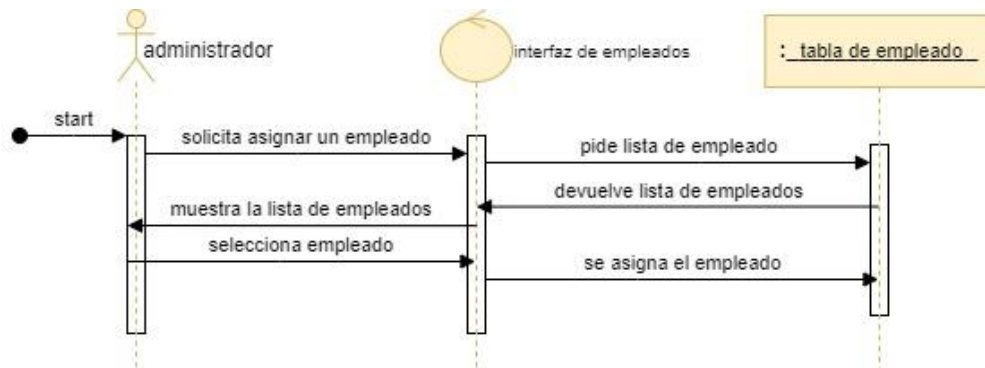 administrador
interfaz de empleados
: tabla de empleado
start
solicita asignar un empleado
pide lista de empleado
devuelve lista de empleados
muestra la lista de empleados
selecciona empleado
se asigna el empleado